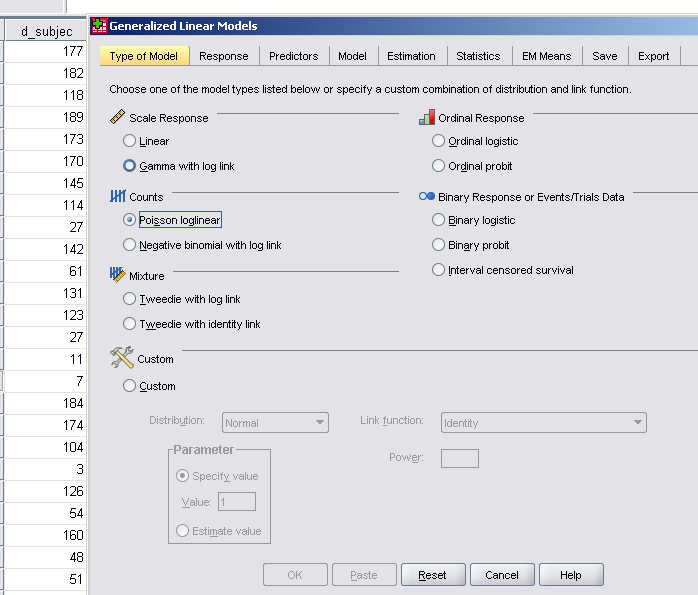 Generalized Linear Models
d_subjec
177
182
118
189
173
170
145
114
27
142
61
131
123
27
11
7
184
174
104
3
126
54
160
48
51
Type of Model Response Predictors Model Estimation Statistics EM Means Save Export
Choose one of the model types listed below or specify a custom combination of distribution and link function.
Scale Response
Linear
Gamma with log link
Counts
Poisson loglinear
Negative binomial with log link
Mixture
Tweedie with log link
Tweedie with identity link
Ordinal Response
Ordinal logistic
Ordinal probit
Binary Response or Events/Trials Data
Binary logistic
Binary probit
Interval censored survival
Custom
Custom
Distribution: Normal Link function: Identity
Parameter
Specify value
Value: 1
Estimate value
Power:
OK Paste Reset Cancel Help